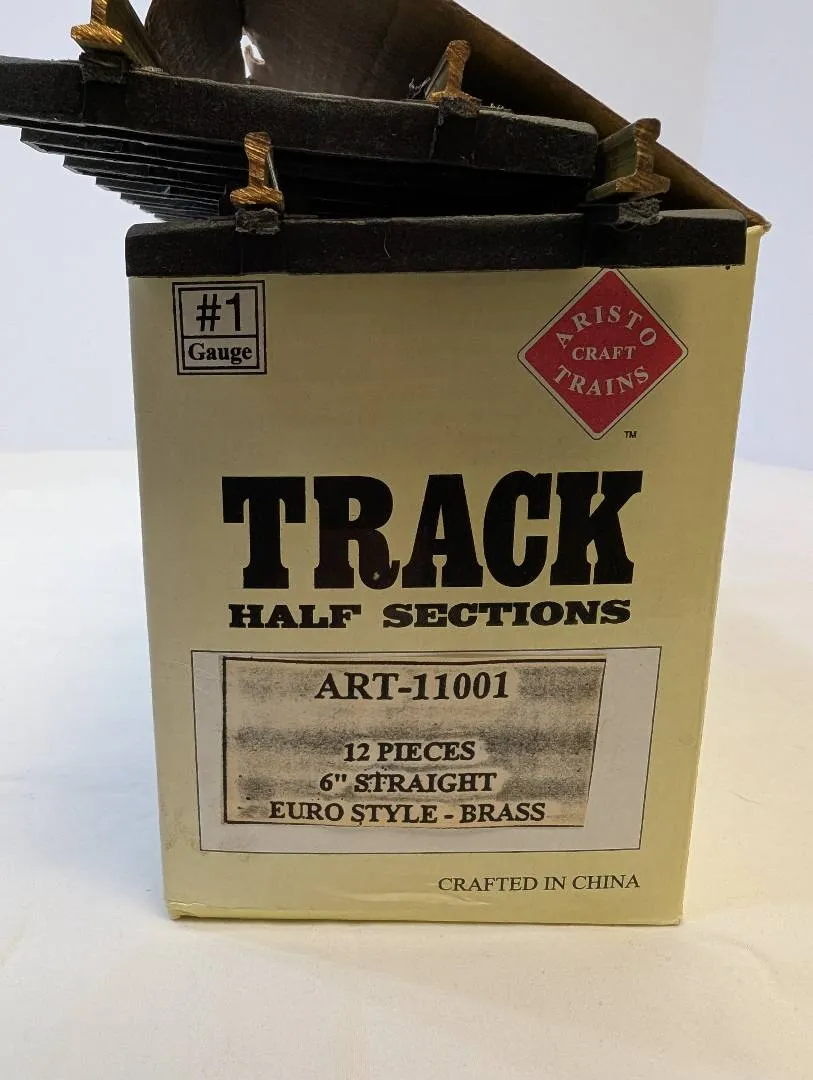 #1
Gauge
ARISTO
CRAFT
TRAINS
TM
TRACK
HALF SECTIONS
ART-11001
12 PIECES
6" STRAIGHT
EURO STYLE - BRASS
CRAFTED IN CHINA